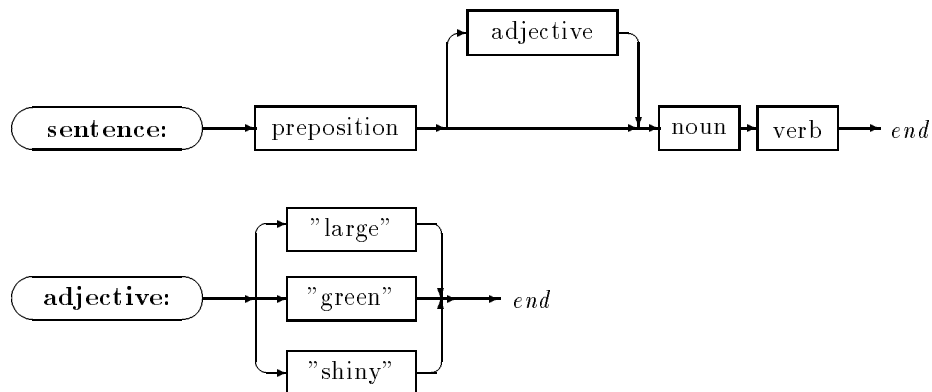 adjective
sentence: preposition noun verb end
"large"
adjective: "green" end
"shiny"